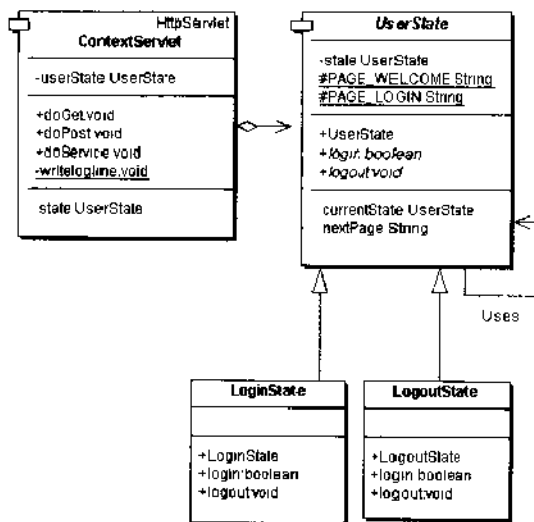 HttpServlet
ContextServlet
-userState UserState
+doGet.void
+doPost.void
+doService.void
-writelogline.void
state UserState
UserState
-state UserState
#PAGE_WELCOME String
#PAGE_LOGIN String
+UserState
+login: boolean
+logout void
currentState UserState
nextPage String
Uses
LoginState
+LoginState
+login:boolean
+logout:void
LogoutState
+LogoutState
+login:boolean
+logout:void